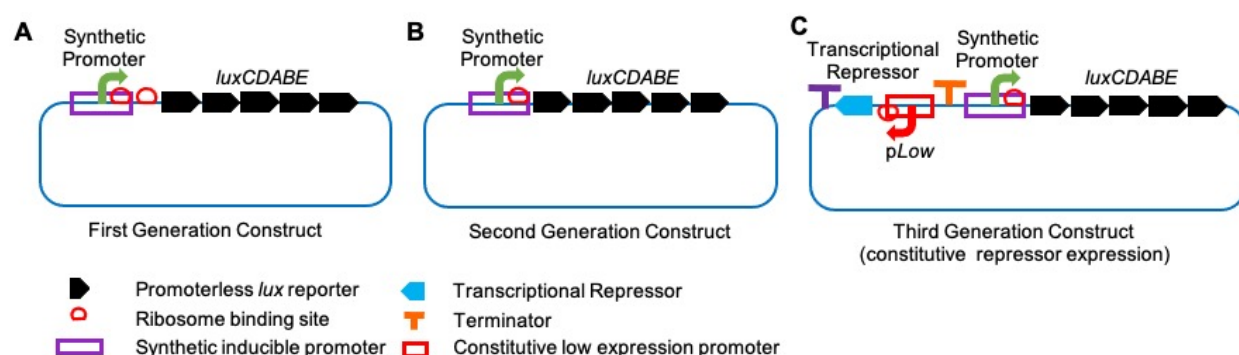 A
Synthetic
Promoter
luxCDABE
First Generation Construct
B
Synthetic
Promoter
luxCDABE
Second Generation Construct
C
Transcriptional
Repressor
Synthetic
Promoter
luxCDABE
pLow
Third Generation Construct
(constitutive repressor expression)
Promoterless lux reporter
Ribosome binding site
Synthetic inducible promoter
Transcriptional Repressor
Terminator
Constitutive low expression promoter